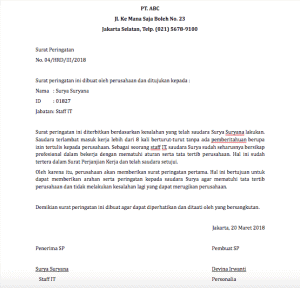 PT. ABC
Jl. Ke Mana Saja Boleh No. 23
Jakarta Selatan, Telp. (021) 5678-9100
Surat Peringatan
No. 04/HRD/III/2018
Surat peringatan ini dibuat oleh perusahaan dan ditujukan kepada :
Nama : Surya Suryana
ID : 01827
Jabatan: Staff IT
Surat peringatan ini diterbitkan berdasarkan kesalahan yang telah saudara Surya Suryana lakukan.
Saudara terlambat masuk kerja lebih dari 8 kali berturut-turut tanpa ada pemberitahuan berupa
izin tertulis kepada perusahaan. Sebagai seorang staff IT, saudara Surya sudah seharusnya bersikap
profesional dalam bekerja dengan mematuhi aturan serta tata tertib perusahaan. Hal ini sudah
tertera dalam Surat Perjanjian Kerja dan telah saudara setujui.
Oleh karena itu, perusahaan akan memberikan surat peringatan pertama. Hal ini bertujuan untuk
dapat memberikan arahan serta peringatan kepada saudara Surya agar mematuhi tata tertib
perusahaan dan tidak melakukan kesalahan lagi yang dapat merugikan perusahaan.
Demikian surat peringatan ini dibuat agar dapat diperhatikan dan ditaati oleh yang bersangkutan.
Jakarta, 20 Maret 2018
Penerima SP Pembuat SP
Surya Suryana Devina Irwanti
Staff IT Personalia